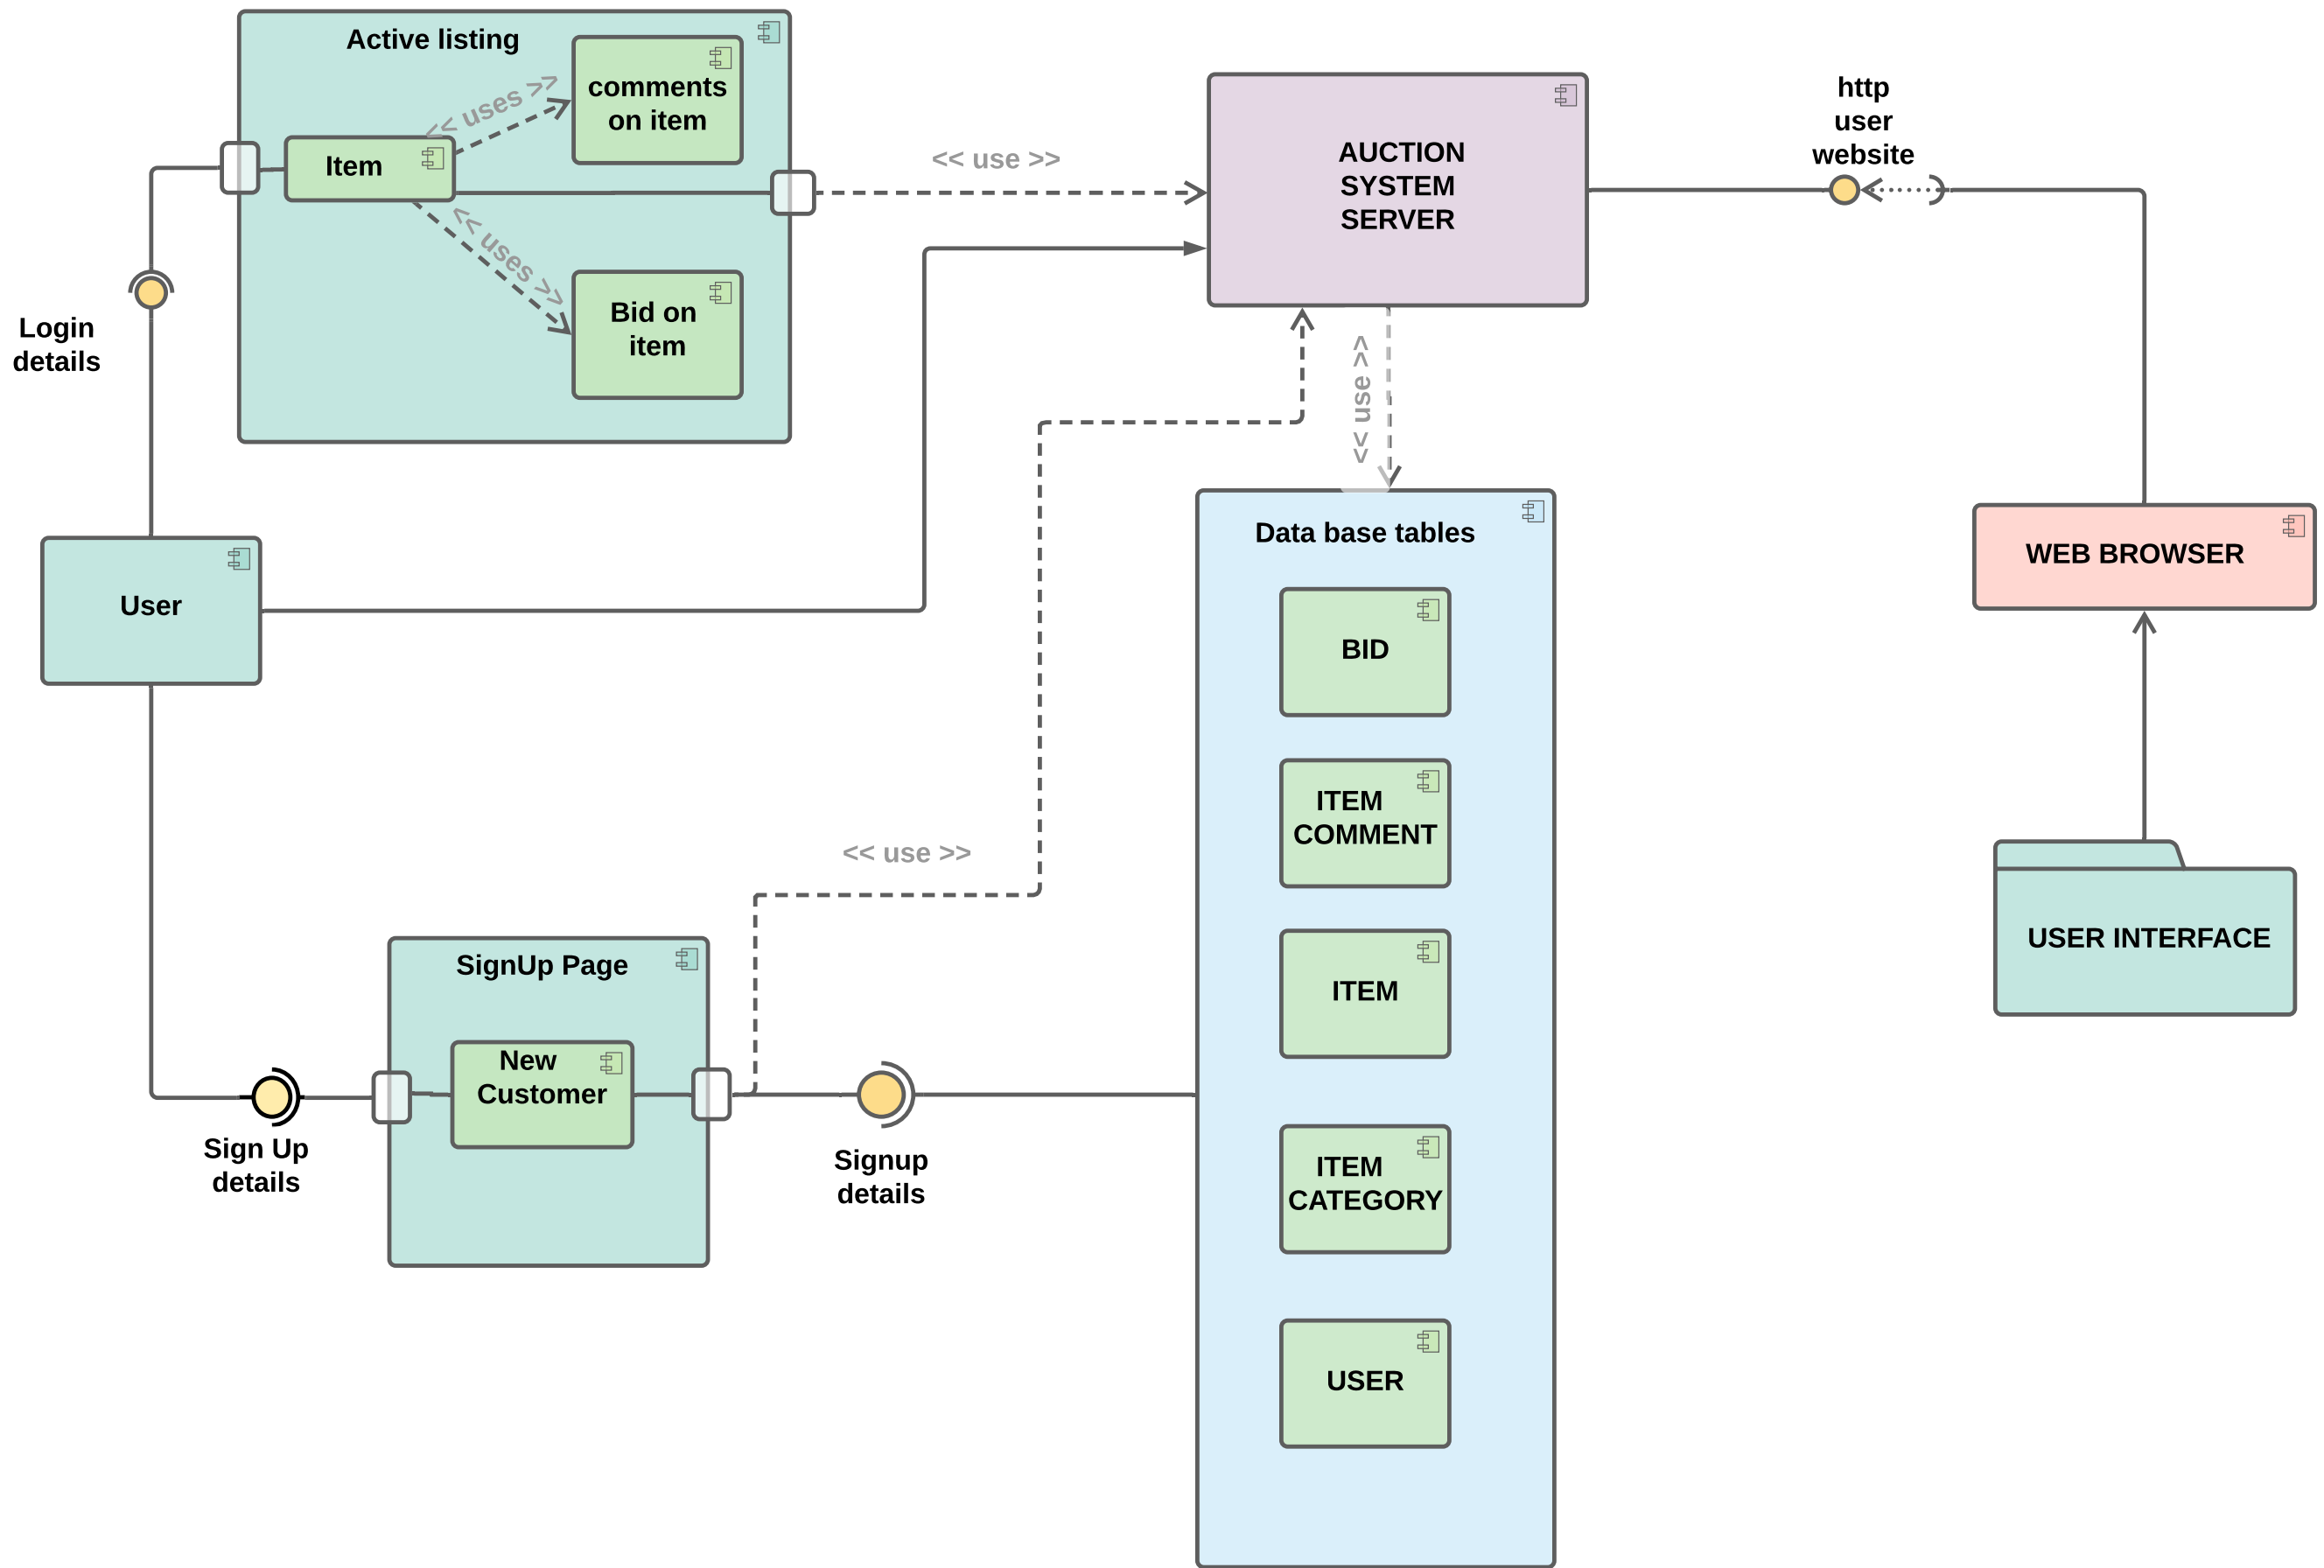 Active listing
comments
on item
<< uses >>
Item
<< uses >>
Bid on
item
<< use >>
AUCTION
SYSTEM
SERVER
http
user
website
Login
details
<< use >>
User
Data base tables
WEB BROWSER
BID
ITEM
COMMENT
<< use >>
USER INTERFACE
SignUp Page
ITEM
New
Customer
Sign Up
details
Signup
details
ITEM
CATEGORY
USER